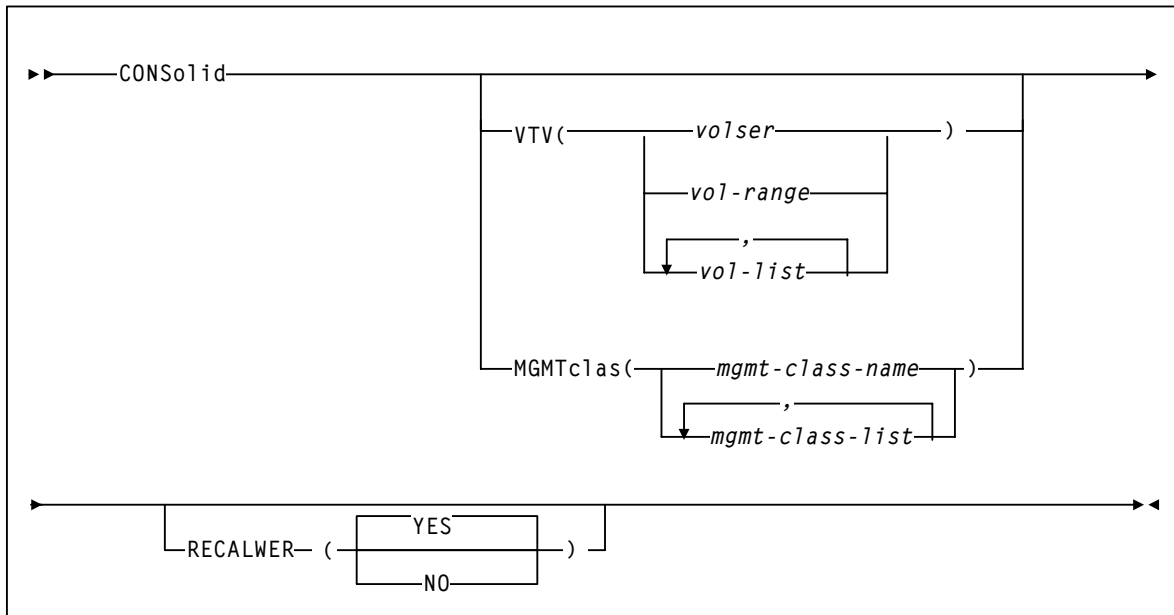 CONSolid
VTV( volser )
vol-range
,
vol-list
MGMTclas( mgmt-class-name )
,
mgmt-class-list
YES
RECALWER ( )
NO